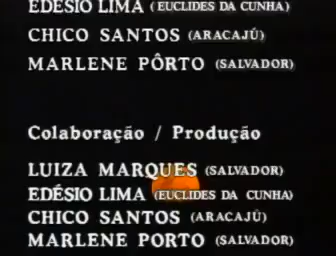 EDÉSIO LIMA (EUCLIDES DA CUNHA)
CHICO SANTOS (ARACAJÚ)
MARLENE PÔRTO (SALVADOR)
Colaboração / Produção
LUIZA MARQUES (SALVADOR)
EDÉSIO LIMA (EUCLIDES DA CUNHA)
CHICO SANTOS (ARACAJÚ)
MARLENE PORTO (SALVADOR)